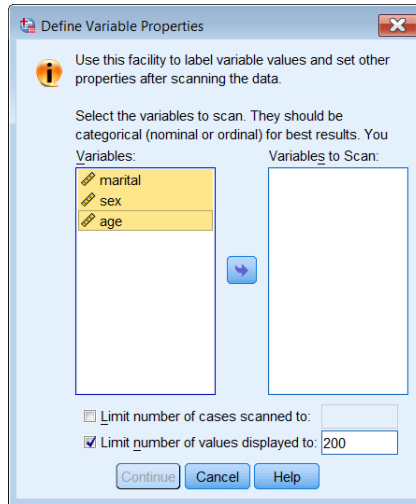 Define Variable Properties
Use this facility to label variable values and set other
properties after scanning the data.
Select the variables to scan. They should be
categorical (nominal or ordinal) for best results. You
Variables:
Variables to Scan:
marital
sex
age
Limit number of cases scanned to:
Limit number of values displayed to: 200
Continue Cancel Help